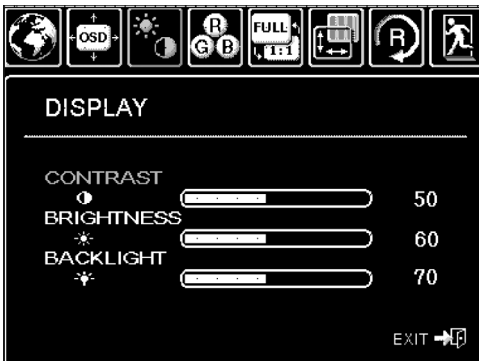 OSD
R
G B
FULL
1:1
R
DISPLAY
CONTRAST
50
BRIGHTNESS
60
BACKLIGHT
70
EXIT